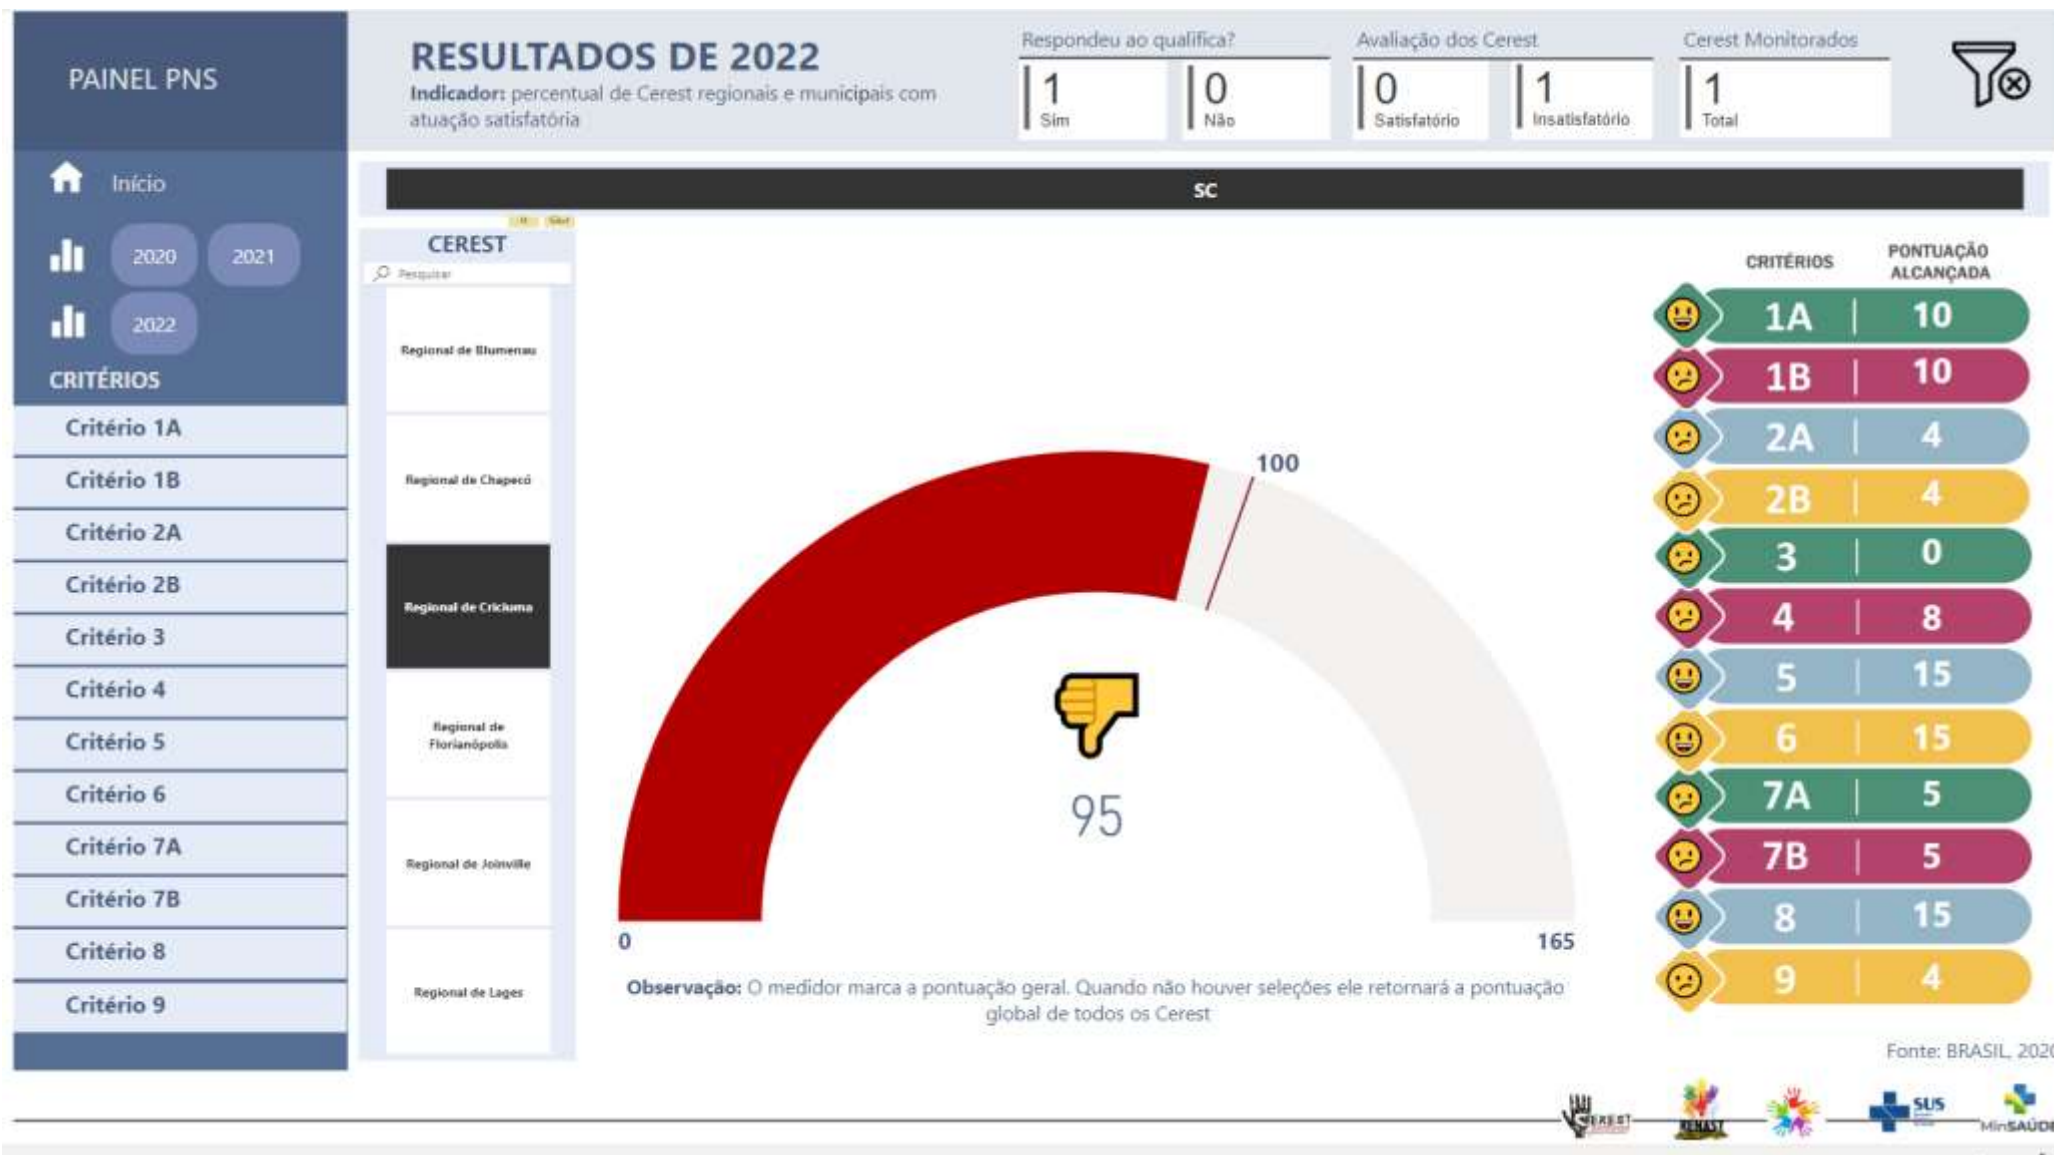 PAINEL PNS
Início
2020
2021
2022
CRITÉRIOS
Critério 1A
Critério 1B
Critério 2A
Critério 2B
Critério 3
Critério 4
Critério 5
Critério 6
Critério 7A
Critério 7B
Critério 8
Critério 9
RESULTADOS DE 2022
Indicador: percentual de Cerest regionais e municipais com
atuação satisfatória
Respondeu ao qualifica?
1
Sim
0
Não
Avaliação dos Cerest
0
Satisfatório
1
Insatisfatório
Cerest Monitorados
1
Total
SC
CEREST
Pesquisar
Regional de Blumenau
Regional de Chapecó
Regional de Criciuma
Regional de
Florianópolis
Regional de Joinville
Regional de Lages
100
95
0
165
Observação: O medidor marca a pontuação geral. Quando não houver seleções ele retornará a pontuação
global de todos os Cerest
CRITÉRIOS
PONTUAÇÃO
ALCANÇADA
1A 10
1B 10
2A 4
2B 4
3 0
4 8
5 15
6 15
7A 5
7B 5
8 15
9 4
Fonte: BRASIL, 2020
CEREST
RENAST
SUS
MinSAÚDE